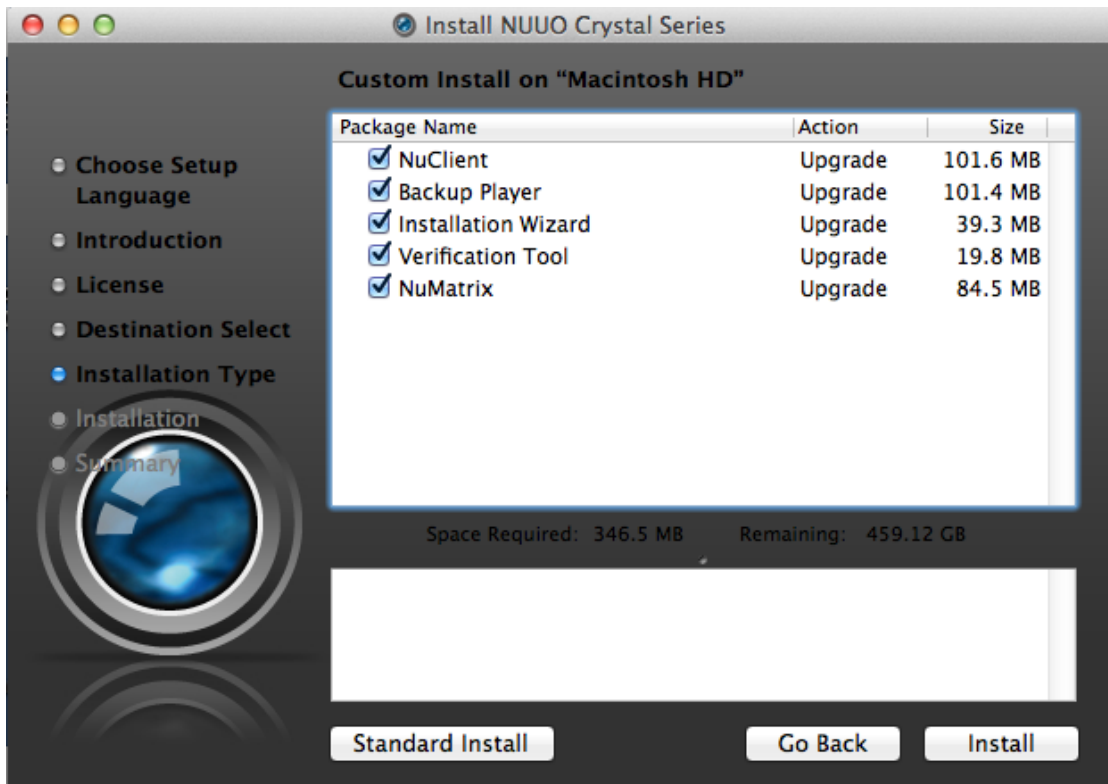 Install NUUO Crystal Series
Custom Install on “Macintosh HD”
Choose Setup
Language
Introduction
License
Destination Select
Installation Type
Installation
Summary
Package Name Action Size
NuClient Upgrade 101.6 MB
Backup Player Upgrade 101.4 MB
Installation Wizard Upgrade 39.3 MB
Verification Tool Upgrade 19.8 MB
NuMatrix Upgrade 84.5 MB
Space Required: 346.5 MB Remaining: 459.12 GB
Standard Install Go Back Install